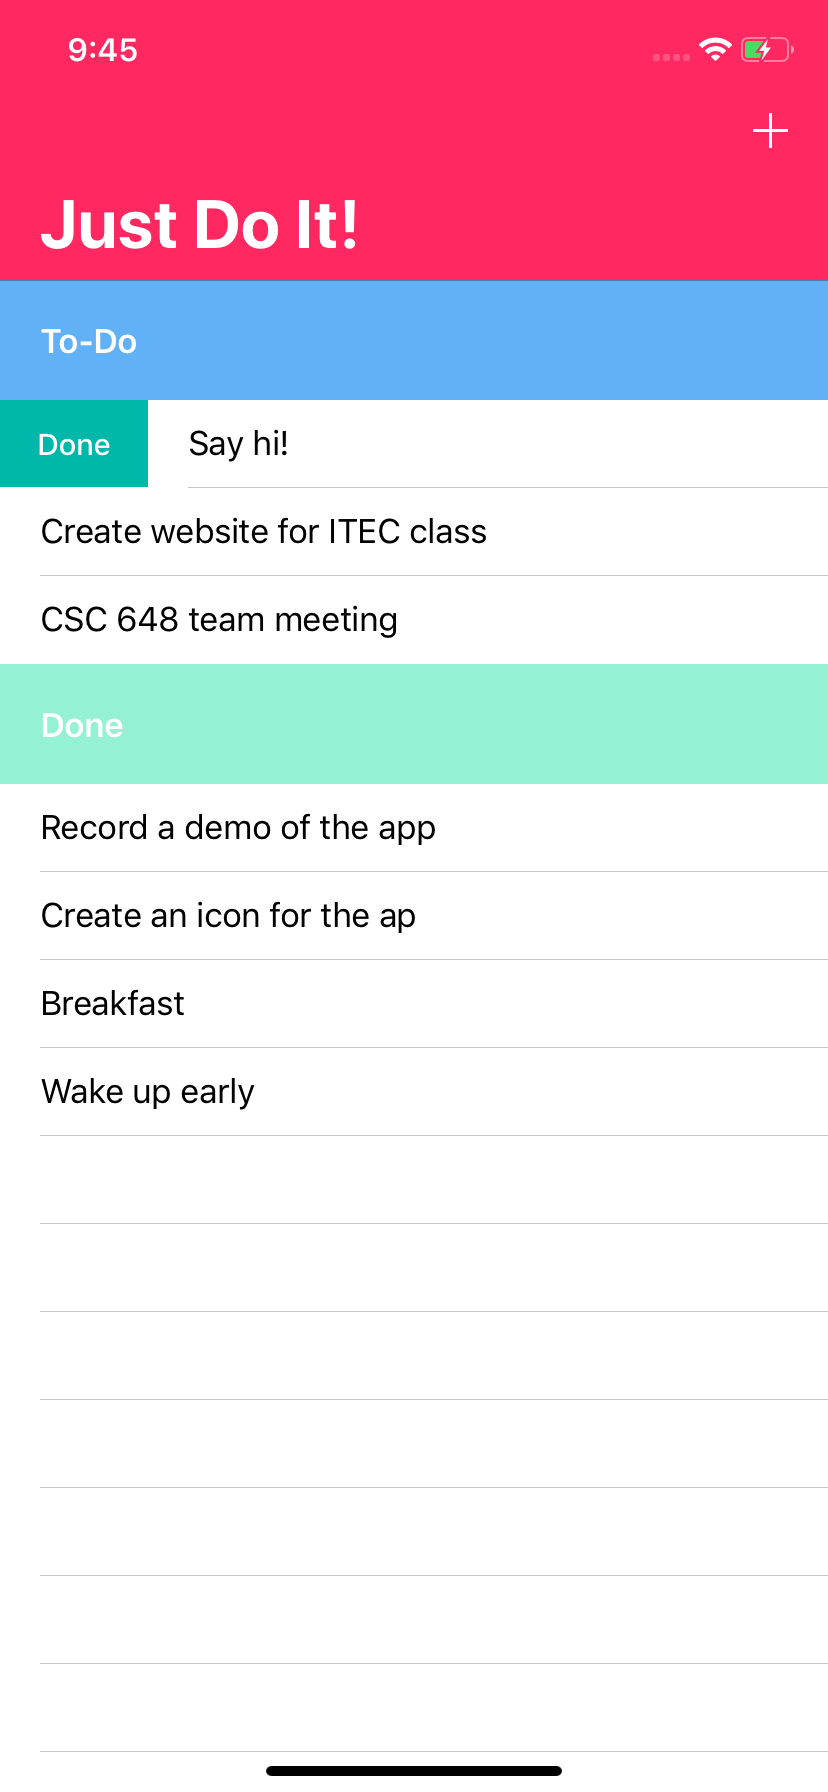 9:45
Just Do It!
To-Do
Done Say hi!
Create website for ITEC class
CSC 648 team meeting
Done
Record a demo of the app
Create an icon for the ap
Breakfast
Wake up early